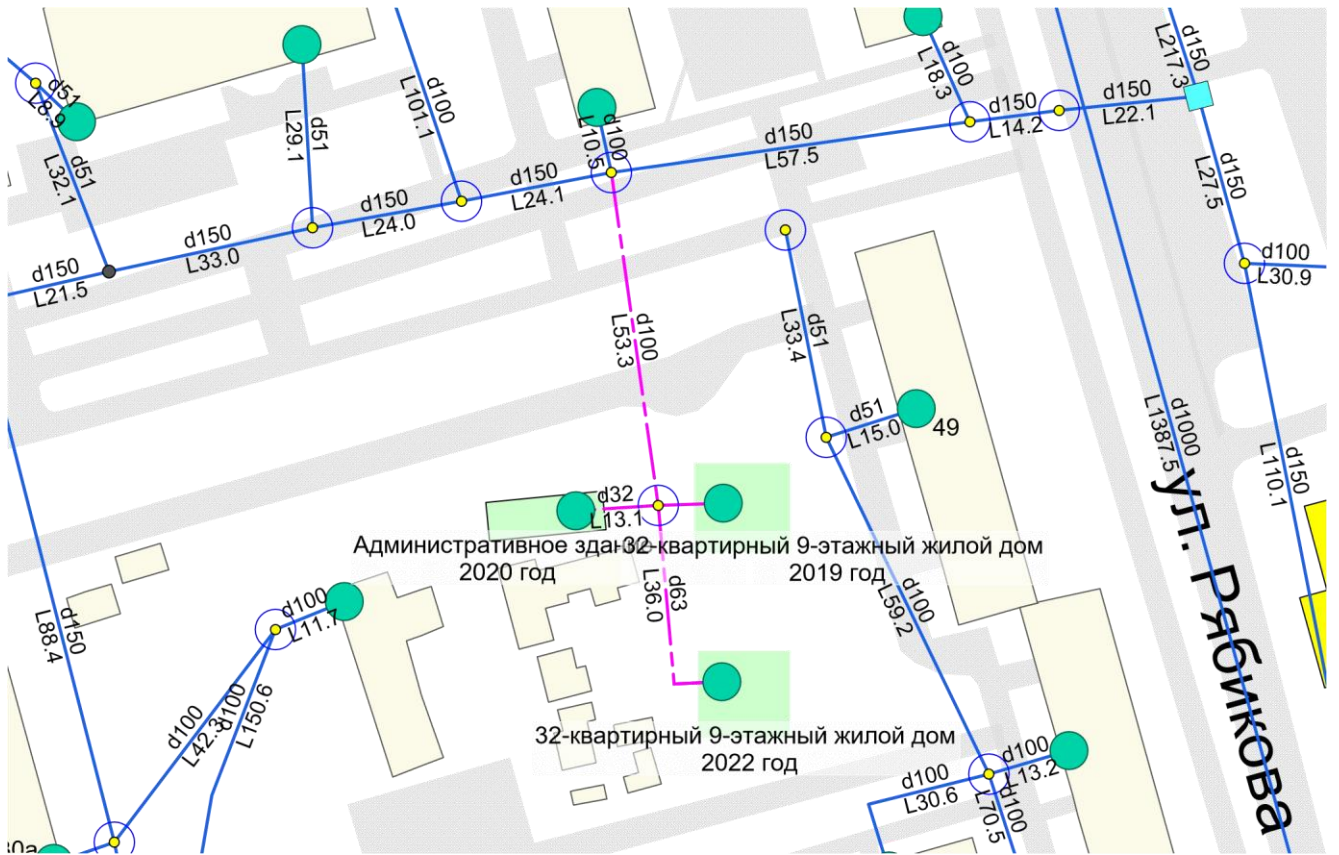 d51
L8.9
d51
L32.1
d51
L29.1
d100
L101.1
d100
L10.5
d100
L18.3
d150
L217.3
d150
L14.2
d150
L22.1
d150
L57.5
d150
L24.1
d150
L24.0
d150
L33.0
d150
L21.5
d150
L27.5
d100
L30.9
d100
L53.3
d51
L33.4
d51
L15.0
49
d1000
L1387.5
d150
L110.1
ул. Рябикова
d32
L13.1
32-квартирный 9-этажный жилой дом
2019 год
Административное
2020 год
d63
L36.0
d100
L59.2
d150
L88.4
d100
L11.7
d100
L42.3
d100
L150.6
32-квартирный 9-этажный жилой дом
2022 год
d100
L13.2
d100
L30.6
d100
L70.5